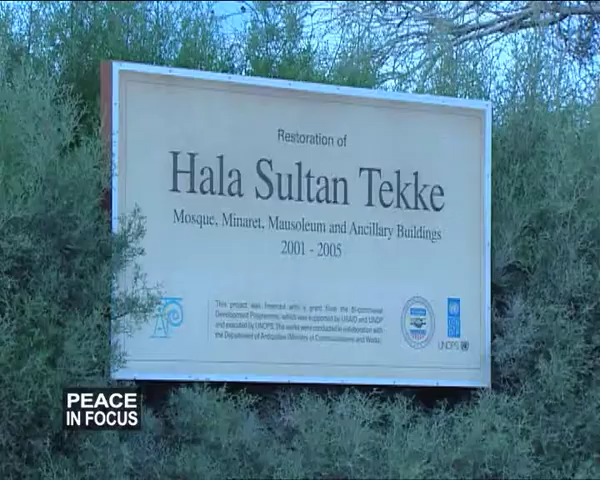 Restoration of
Hala Sultan Tekke
Mosque, Minaret, Mausoleum and Ancillary Buildings
2001 - 2005
This project was financed with a grant from the Bi-communal
Development Programme, which was supported by USAID and UNDP
and executed by UNOPS. The works were conducted in collaboration with
the Department of Antiquities (Ministry of Communications and Works).
UNOPS
PEACE
IN FOCUS